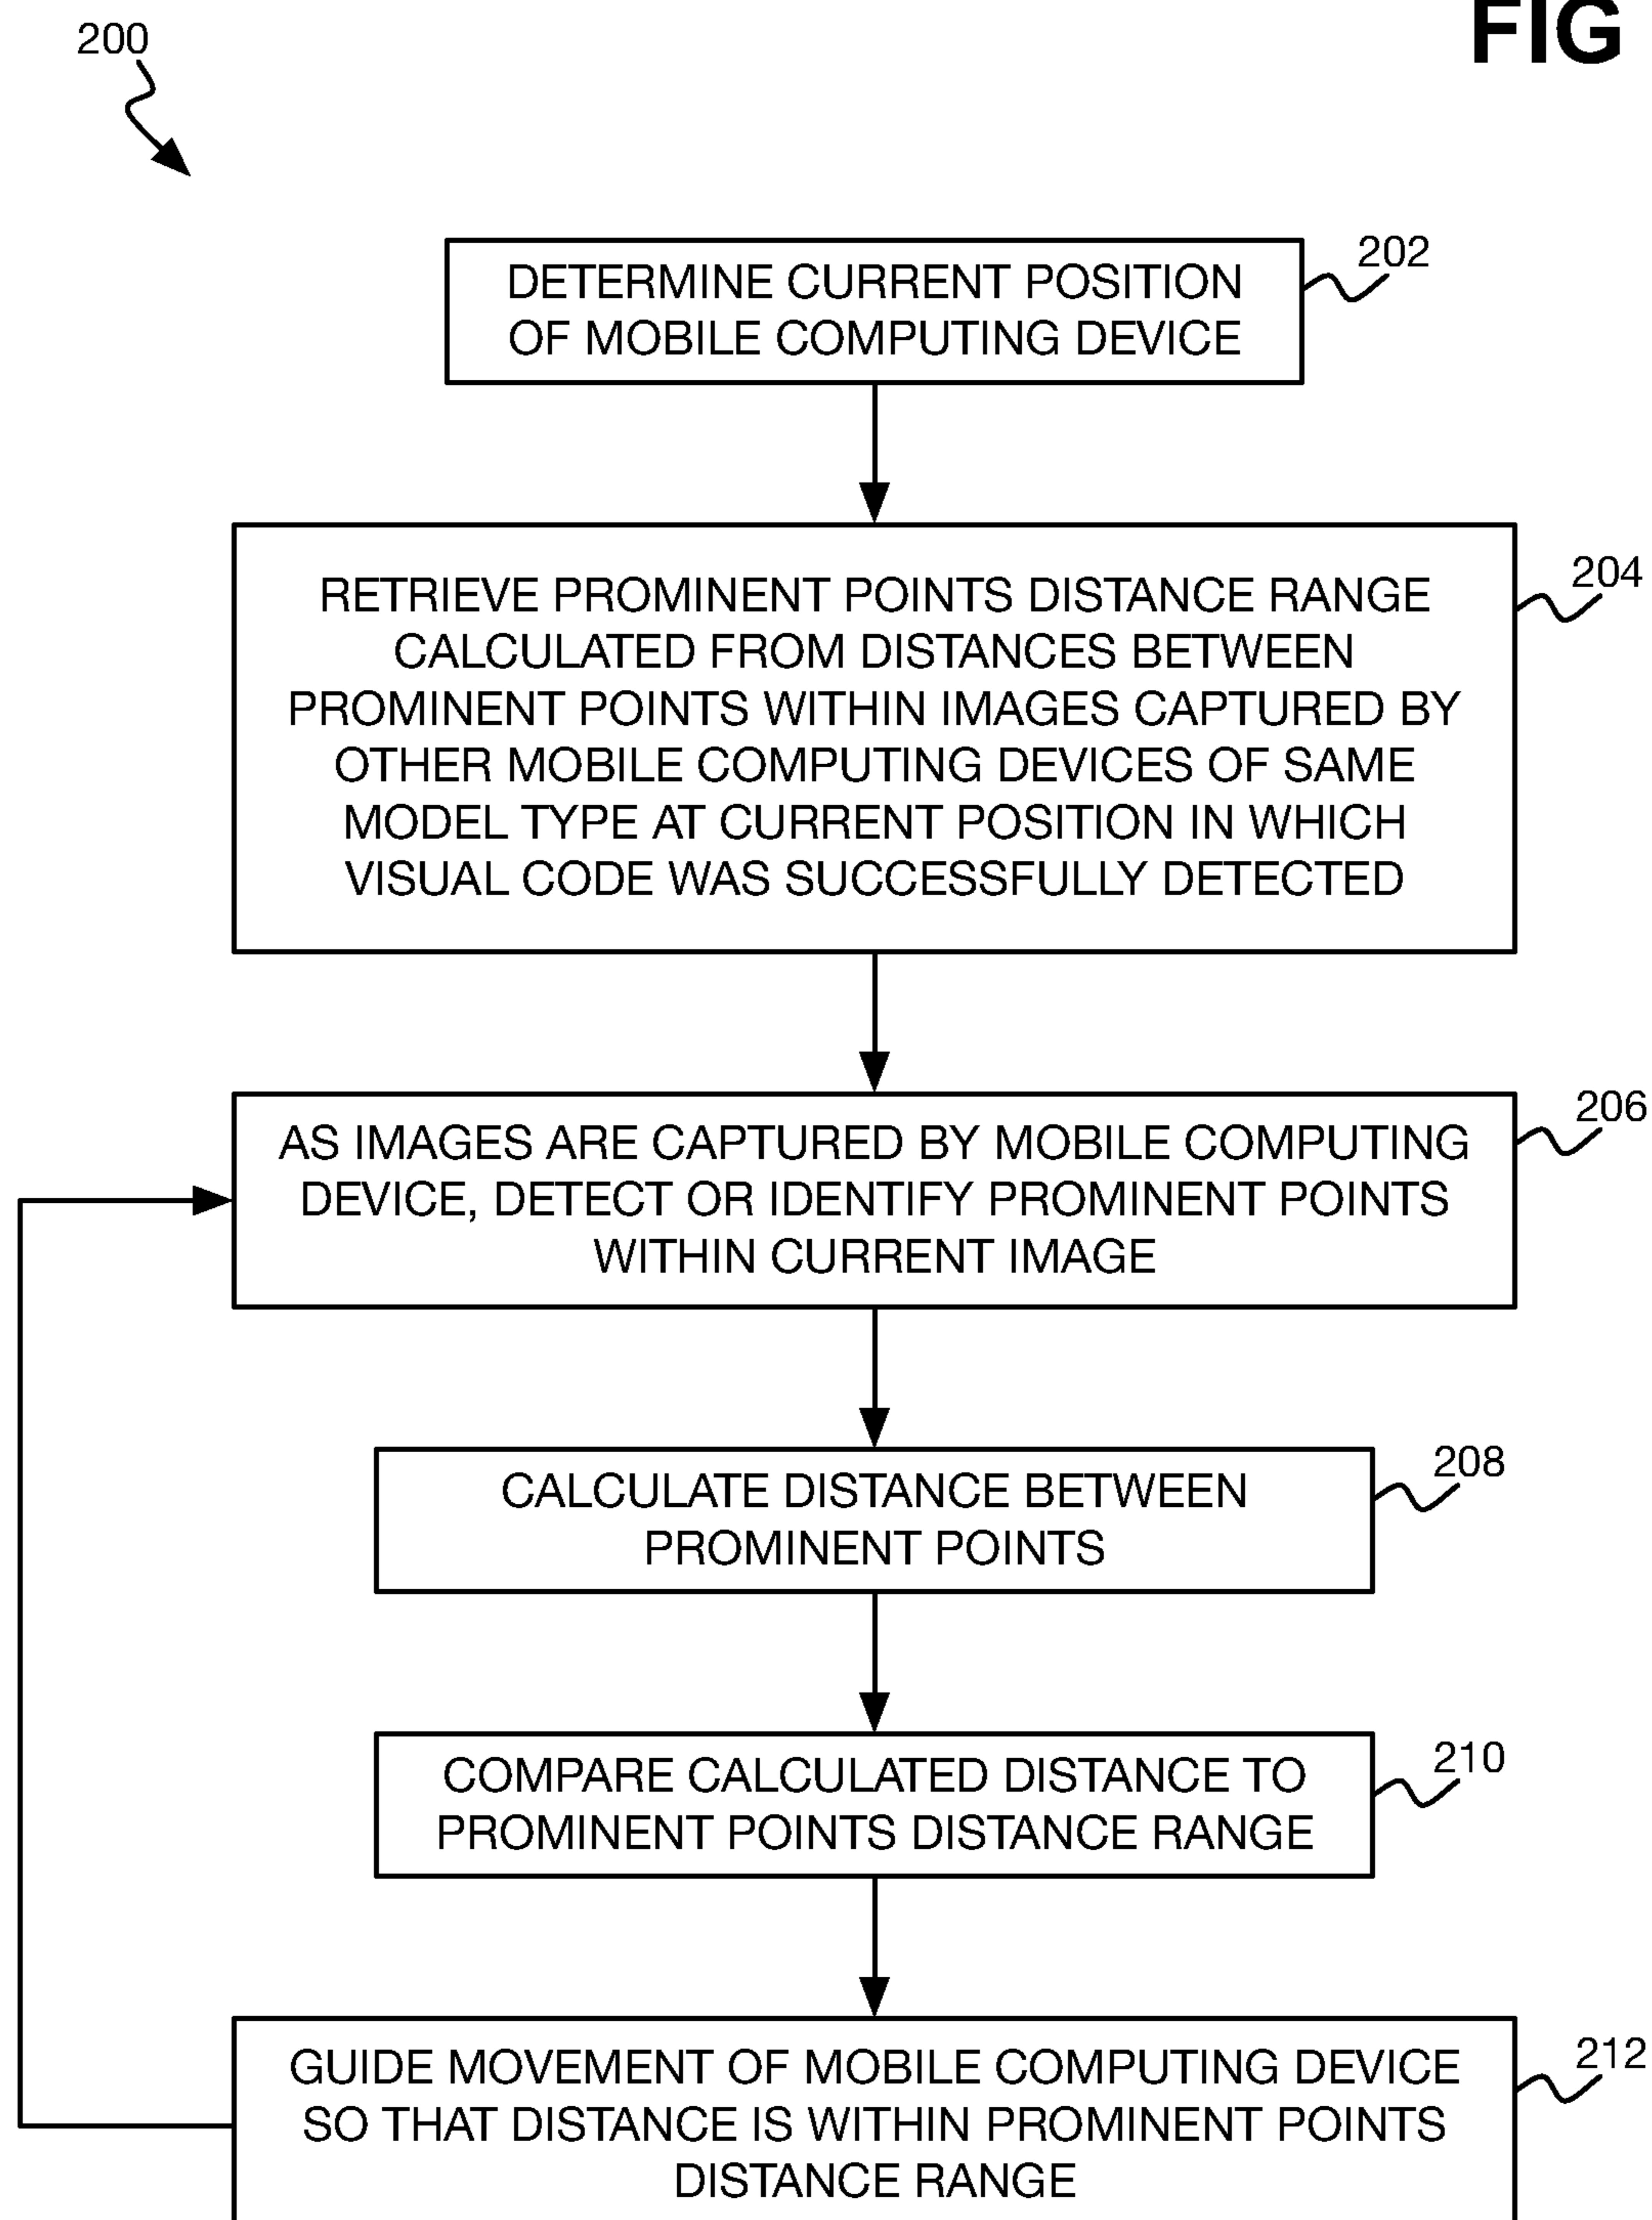 FIG
200
202
DETERMINE CURRENT POSITION
OF MOBILE COMPUTING DEVICE
204
RETRIEVE PROMINENT POINTS DISTANCE RANGE
CALCULATED FROM DISTANCES BETWEEN
PROMINENT POINTS WITHIN IMAGES CAPTURED BY
OTHER MOBILE COMPUTING DEVICES OF SAME
MODEL TYPE AT CURRENT POSITION IN WHICH
VISUAL CODE WAS SUCCESSFULLY DETECTED
206
AS IMAGES ARE CAPTURED BY MOBILE COMPUTING
DEVICE, DETECT OR IDENTIFY PROMINENT POINTS
WITHIN CURRENT IMAGE
208
CALCULATE DISTANCE BETWEEN
PROMINENT POINTS
210
COMPARE CALCULATED DISTANCE TO
PROMINENT POINTS DISTANCE RANGE
212
GUIDE MOVEMENT OF MOBILE COMPUTING DEVICE
SO THAT DISTANCE IS WITHIN PROMINENT POINTS
DISTANCE RANGE